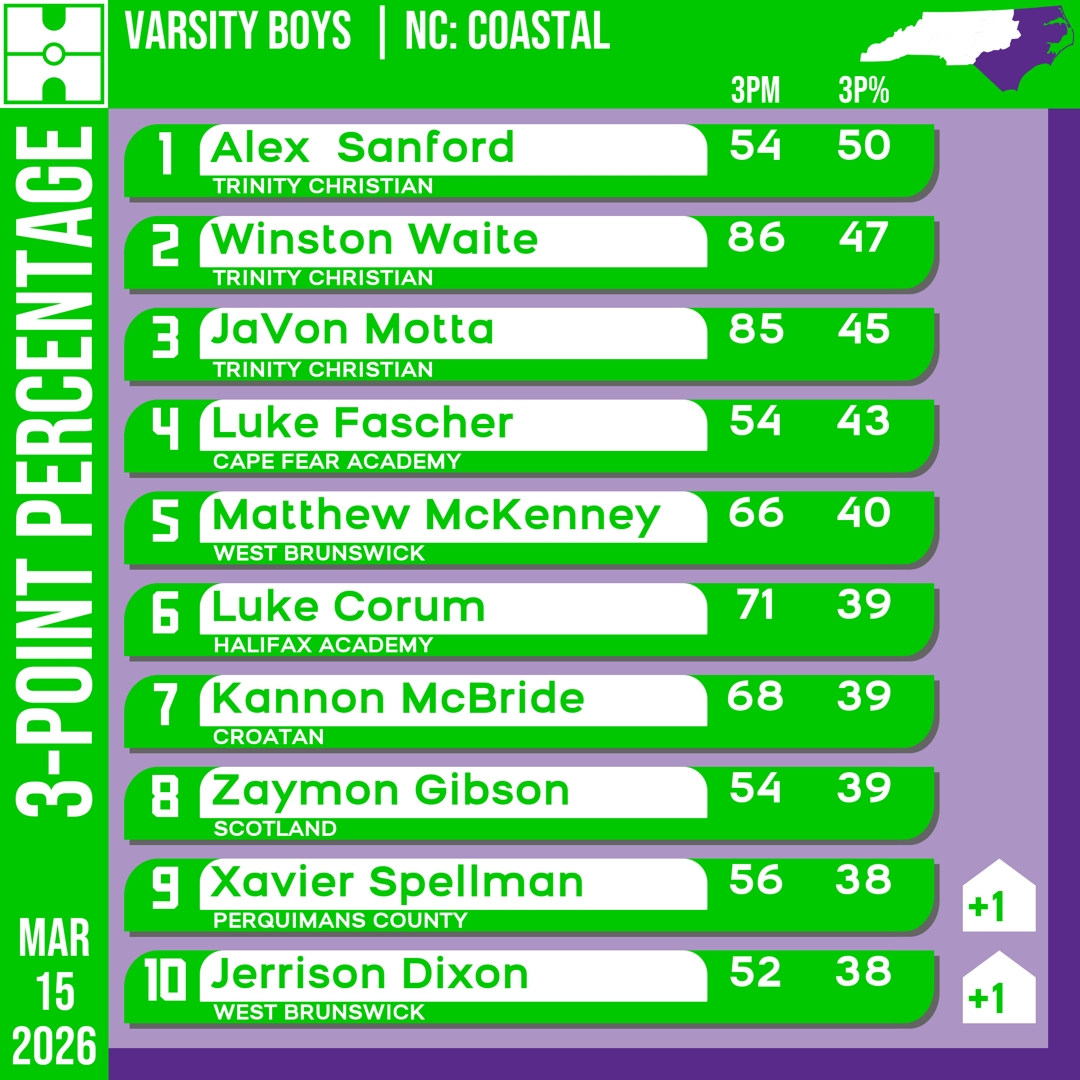 VARSITY BOYS | NC: COASTAL
3PM 3P%
3-POINT PERCENTAGE
1 Alex Sanford 54 50
TRINITY CHRISTIAN
2 Winston Waite 86 47
TRINITY CHRISTIAN
3 JaVon Motta 85 45
TRINITY CHRISTIAN
4 Luke Fascher 54 43
CAPE FEAR ACADEMY
5 Matthew McKenney 66 40
WEST BRUNSWICK
6 Luke Corum 71 39
HALIFAX ACADEMY
7 Kannon McBride 68 39
CROATAN
8 Zaymon Gibson 54 39
SCOTLAND
9 Xavier Spellman 56 38 +1
PERQUIMANS COUNTY
10 Jerrison Dixon 52 38 +1
WEST BRUNSWICK
MAR
15
2026